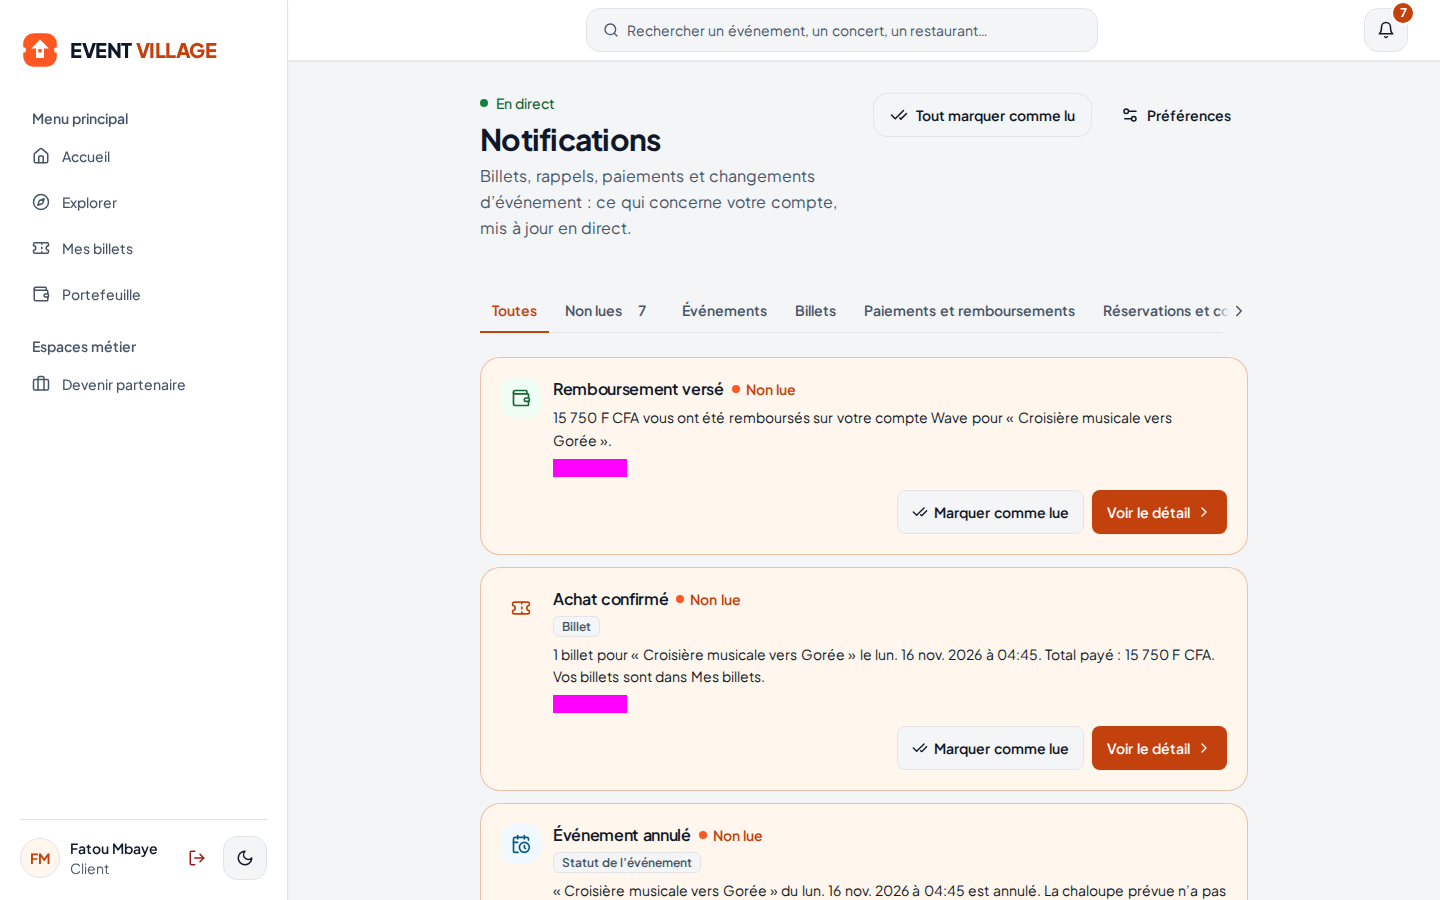 EVENT VILLAGE
Rechercher un événement, un concert, un restaurant…
7
Menu principal
Accueil
Explorer
Mes billets
Portefeuille
Espaces métier
Devenir partenaire
FM
Fatou Mbaye
Client
En direct
Notifications
Billets, rappels, paiements et changements
d’événement : ce qui concerne votre compte,
mis à jour en direct.
Tout marquer comme lu
Préférences
Toutes
Non lues 7
Événements
Billets
Paiements et remboursements
Réservations et
Remboursement versé
Non lue
15 750 F CFA vous ont été remboursés sur votre compte Wave pour « Croisière musicale vers
Gorée ».
Marquer comme lue
Voir le détail
Achat confirmé
Non lue
Billet
1 billet pour « Croisière musicale vers Gorée » le lun. 16 nov. 2026 à 04:45. Total payé : 15 750 F CFA.
Vos billets sont dans Mes billets.
Marquer comme lue
Voir le détail
Événement annulé
Non lue
Statut de l’événement
« Croisière musicale vers Gorée » du lun. 16 nov. 2026 à 04:45 est annulé. La chaloupe prévue n’a pas